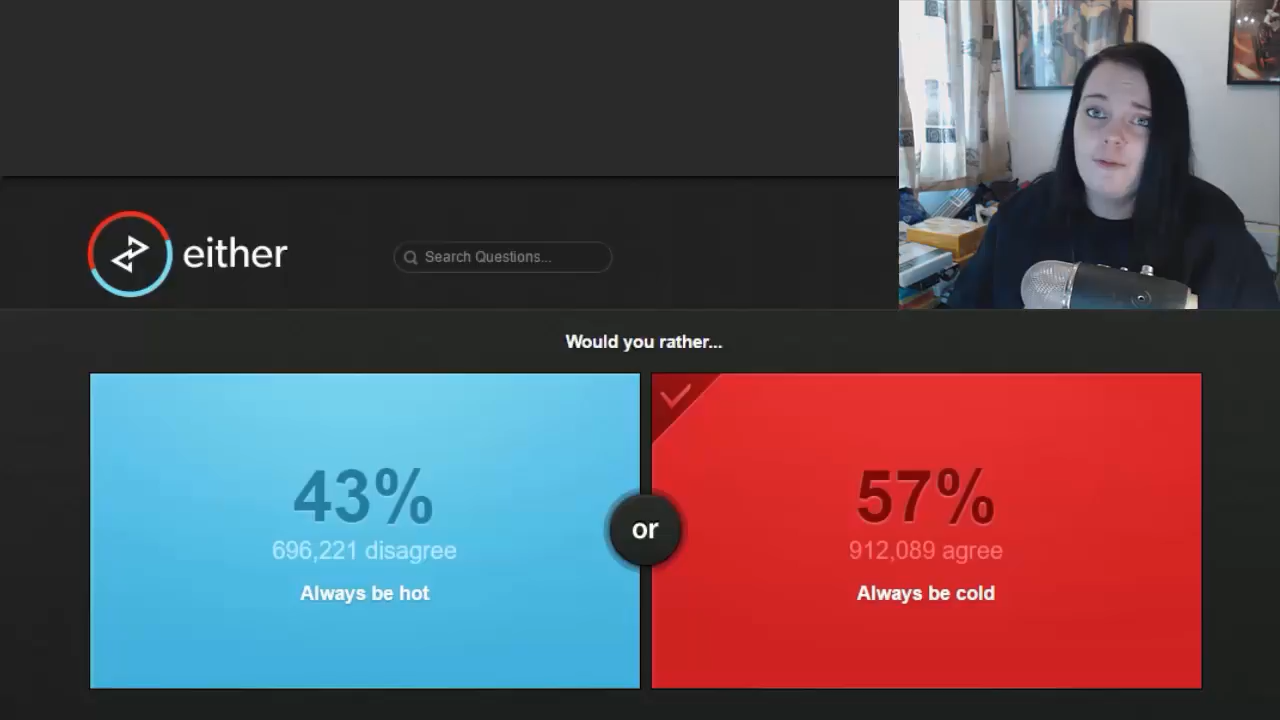 either
Search Questions...
Would you rather...
43%
696,221 disagree
Always be hot
or
57%
912,089 agree
Always be cold